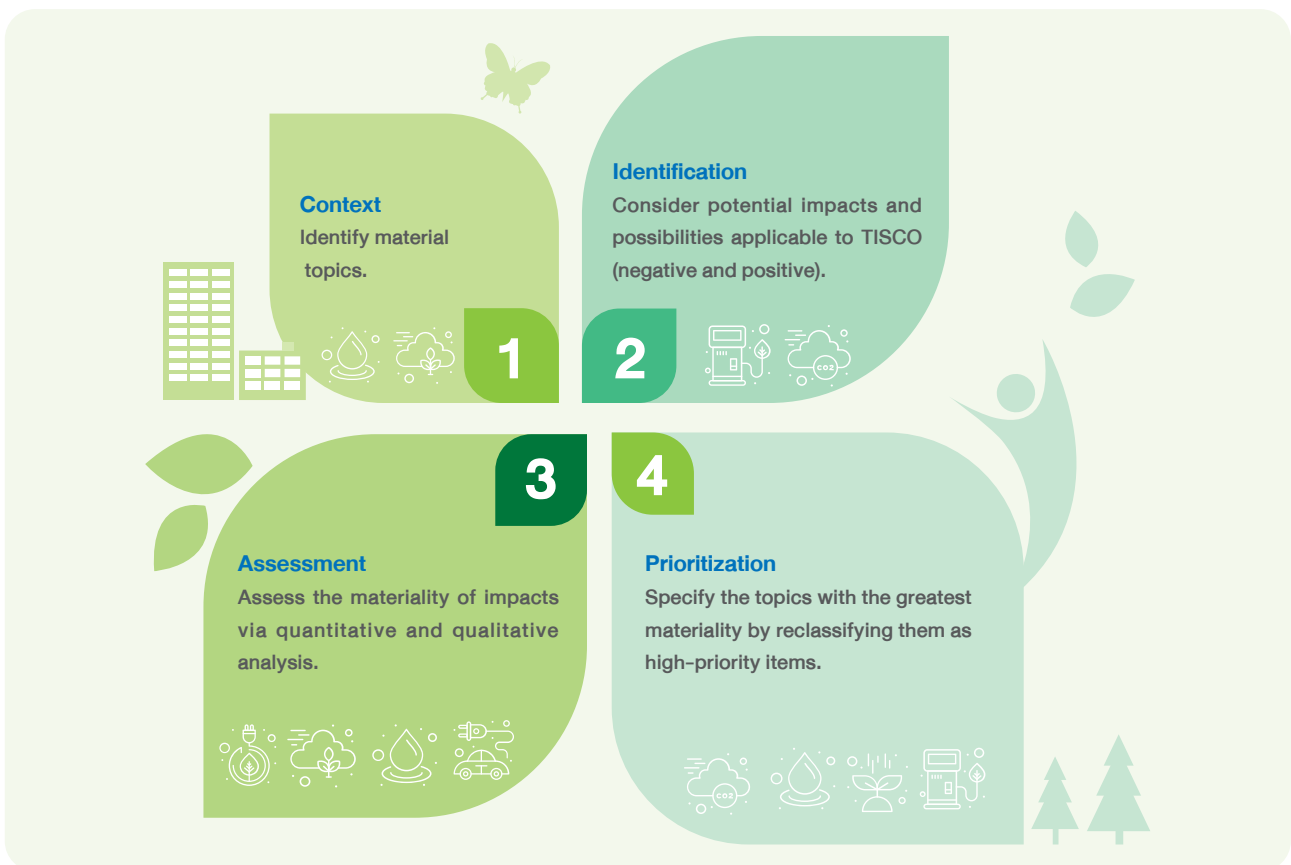 Context
Identify material
topics.
1
Identification
Consider potential impacts and
possibilities applicable to TISCO
(negative and positive).
2
CO2
3
Assessment
Assess the materiality of impacts
via quantitative and qualitative
analysis.
4
Prioritization
Specify the topics with the greatest
materiality by reclassifying them as
high-priority items.
CO2